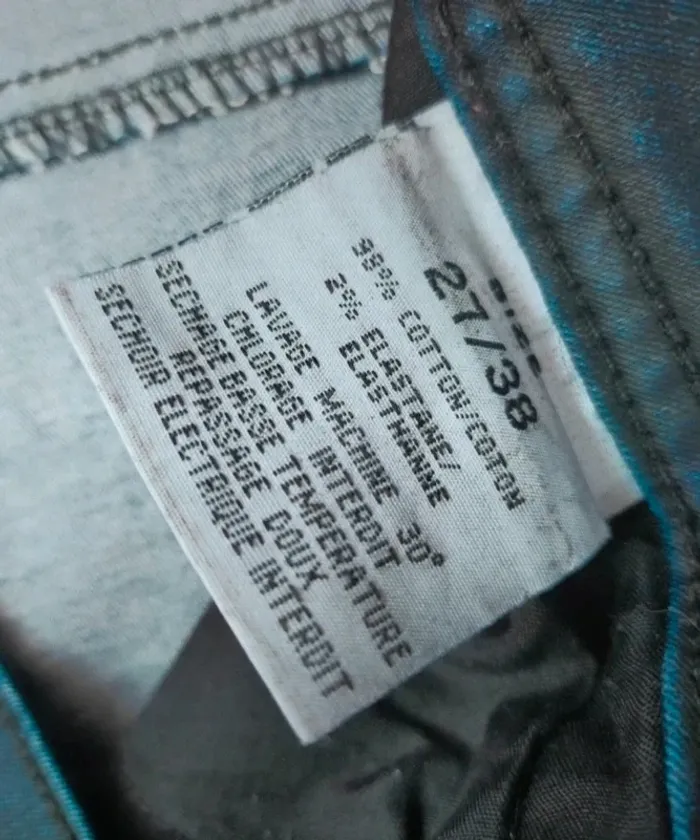 27/38
98% COTTON/COTON
2% ELASTANE/
ELASTHANNE
LAVAGE MACHINE 30°
CHLORAGE INTERDIT
SECHAGE BASSE TEMPERATURE
REPASSAGE DOUX
SECHOIR ELECTRIQUE INTERDIT